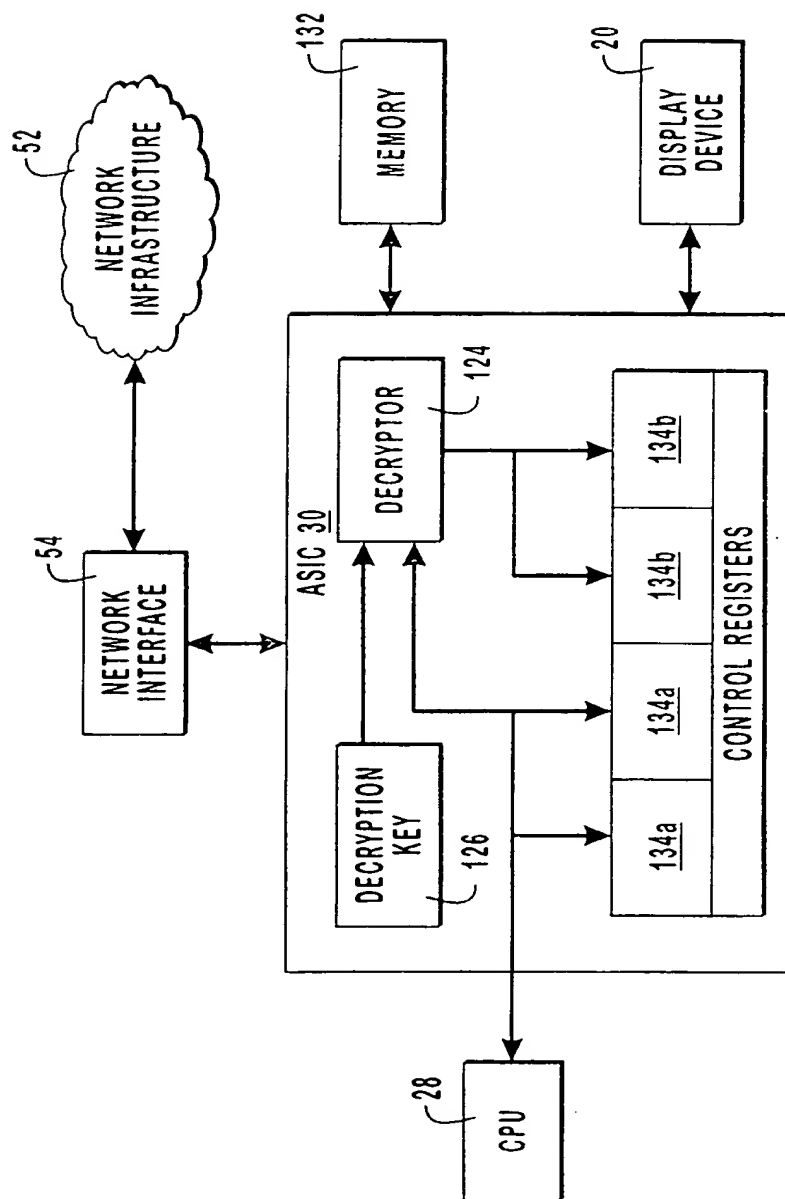 52
NETWORK
INFRASTRUCTURE
54
NETWORK
INTERFACE
132
MEMORY
20
DISPLAY
DEVICE
ASIC 30
DECRYPTOR
124
DECRYPTION
KEY
126
134a
134a
134b
134b
CONTROL REGISTERS
28
CPU